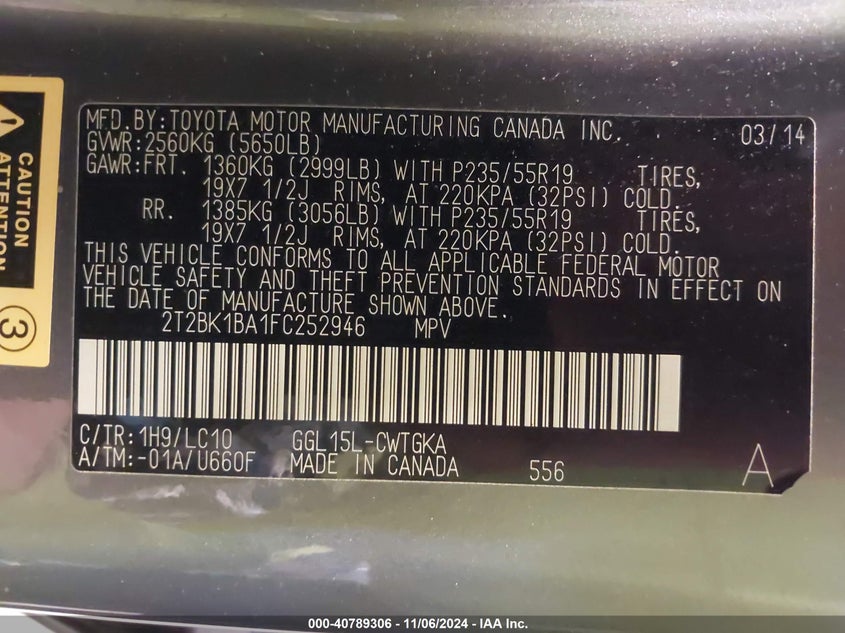 MFD.BY:TOYOTA MOTOR MANUFACTURING CANADA INC. 03/14
GVWR:2560KG (5650LB)
GAWR:FRT. 1360KG (2999LB) WITH P235/55R19 TIRES,
19X7 1/2J RIMS, AT 220KPA (32PSI) COLD.
RR. 1385KG (3056LB) WITH P235/55R19 TIRES,
19X7 1/2J RIMS, AT 220KPA (32PSI) COLD.
THIS VEHICLE CONFORMS TO ALL APPLICABLE FEDERAL MOTOR
VEHICLE SAFETY AND THEFT PREVENTION STANDARDS IN EFFECT ON
THE DATE OF MANUFACTURE SHOWN ABOVE.
2T2BK1BA1FC252946 MPV
C/TR:1H9/LC10 GGL15L-CWTGKA
A/TM:-01A/U660F MADE IN CANADA 556 A
CAUTION
ATTENTION
3
000-40789306 - 11/06/2024 - IAA Inc.